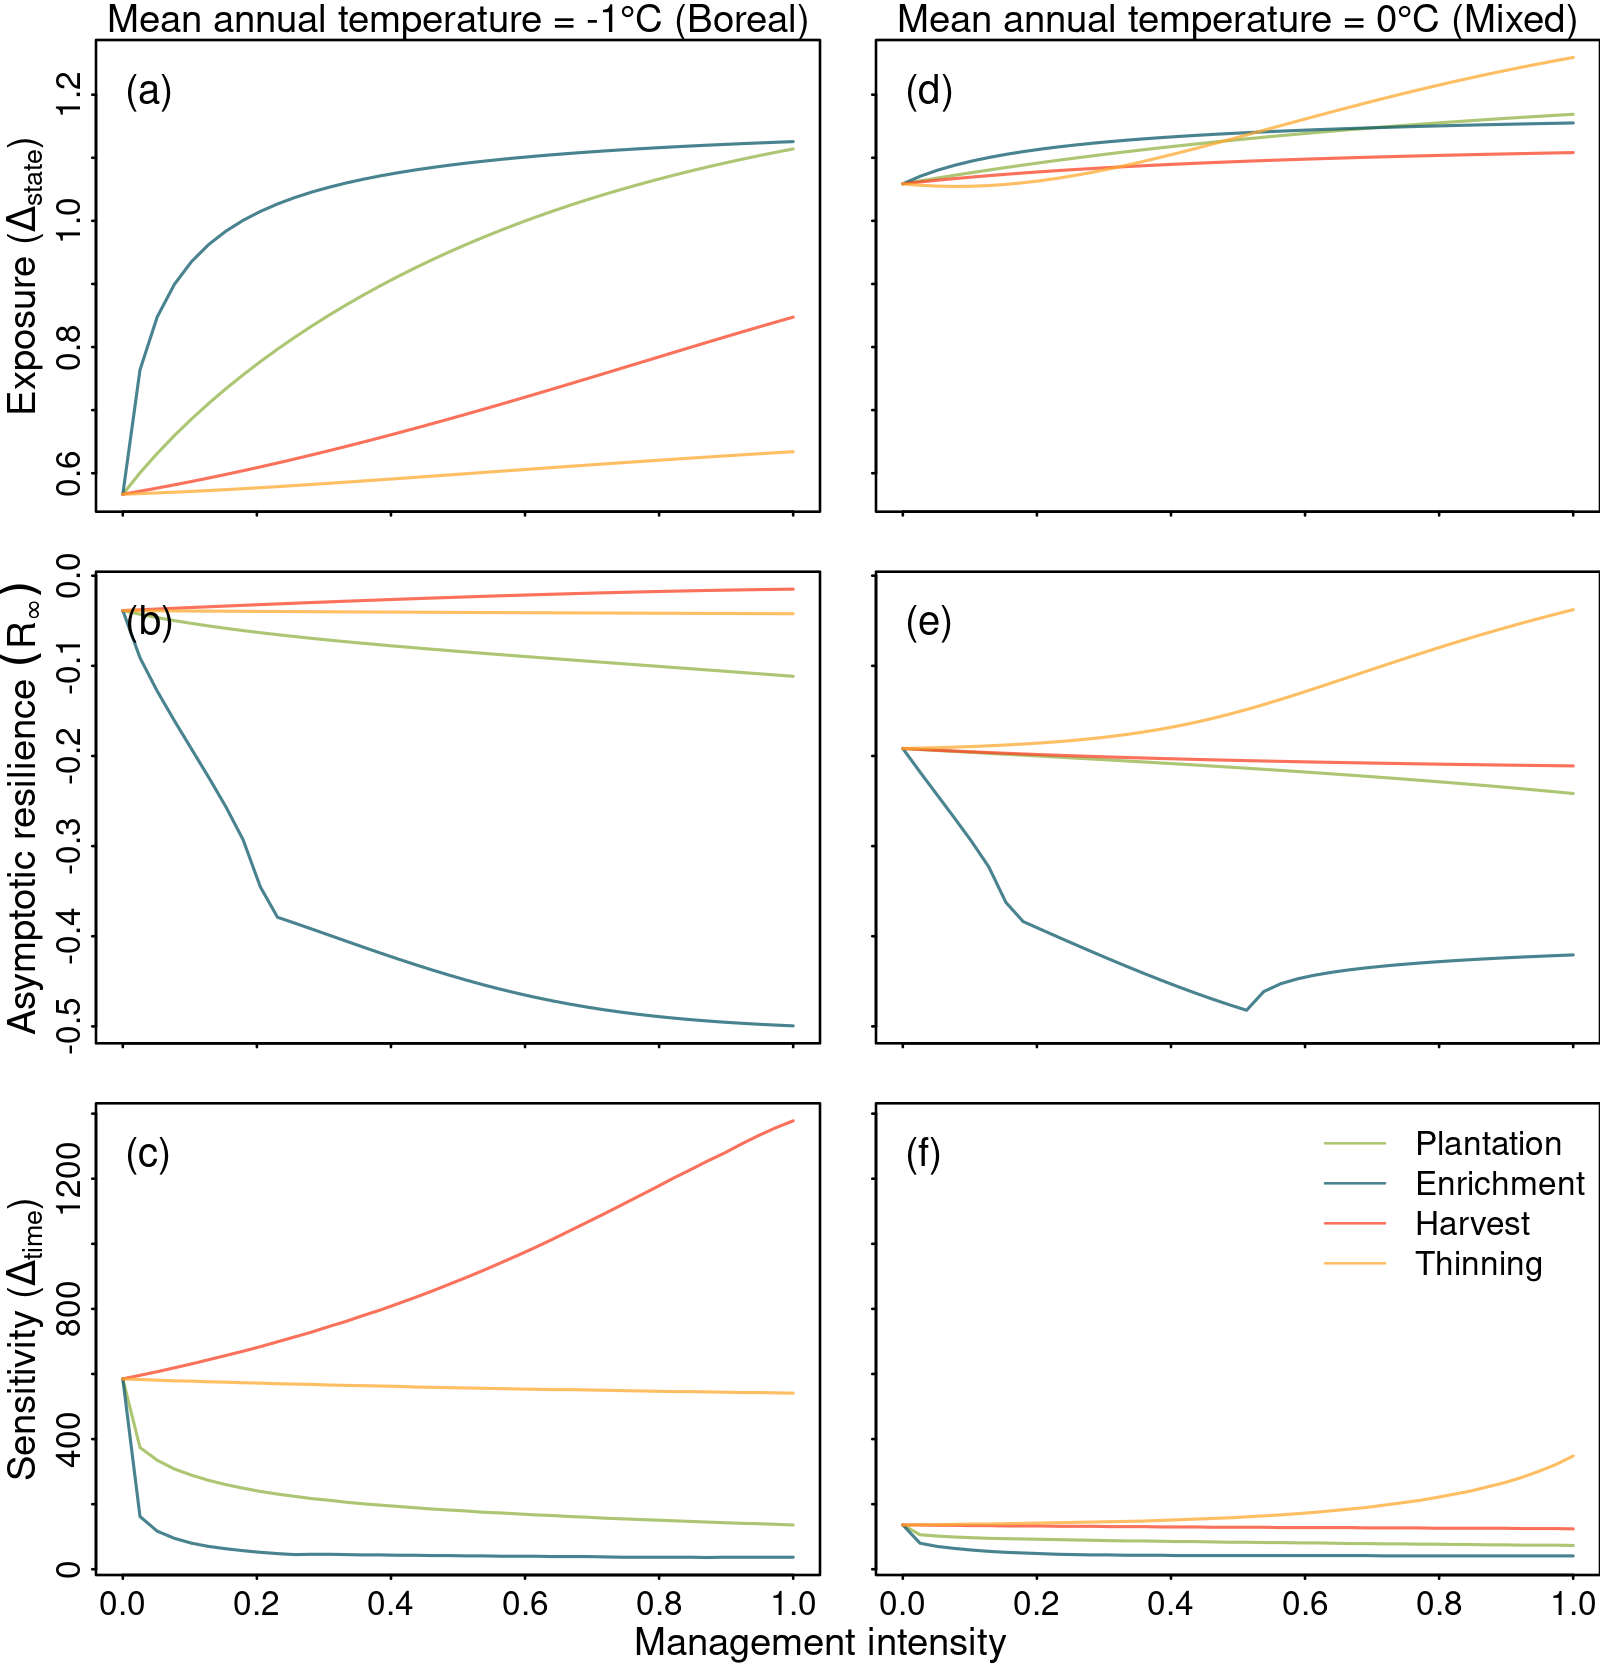 Mean annual temperature = -1°C (Boreal)
Mean annual temperature = 0°C (Mixed)
Exposure (Δstate)
1.2
1.0
0.8
0.6
(a)
(d)
Asymptotic resilience (R∞)
0.0
-0.1
-0.2
-0.3
-0.4
-0.5
(b)
(e)
Sensitivity (Δtime)
1200
800
400
0
(c)
(f)
Plantation
Enrichment
Harvest
Thinning
0.0 0.2 0.4 0.6 0.8 1.0
0.0 0.2 0.4 0.6 0.8 1.0
Management intensity